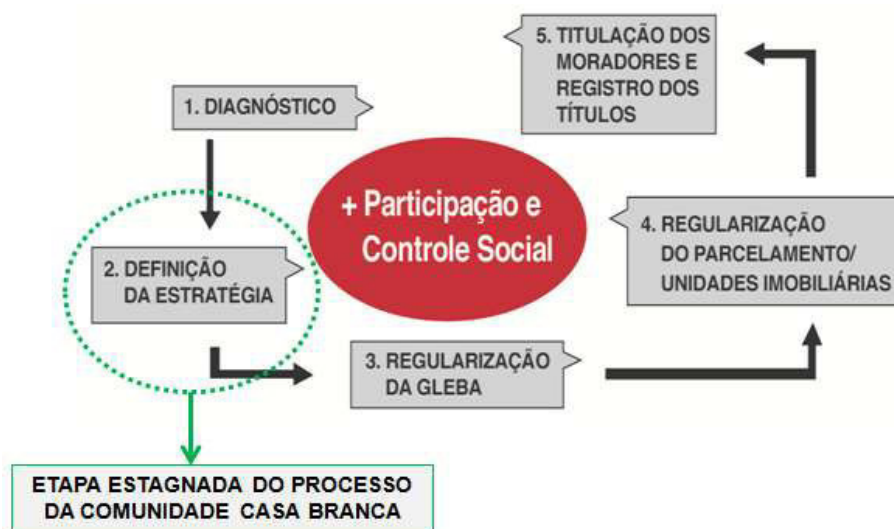 1. DIAGNÓSTICO
2. DEFINIÇÃO
DA ESTRATÉGIA
3. REGULARIZAÇÃO
DA GLEBA
4. REGULARIZAÇÃO
DO PARCELAMENTO/
UNIDADES IMOBILIÁRIAS
5. TITULAÇÃO DOS
MORADORES E
REGISTRO DOS
TÍTULOS
+ Participação e
Controle Social
ETAPA ESTAGNADA DO PROCESSO
DA COMUNIDADE CASA BRANCA